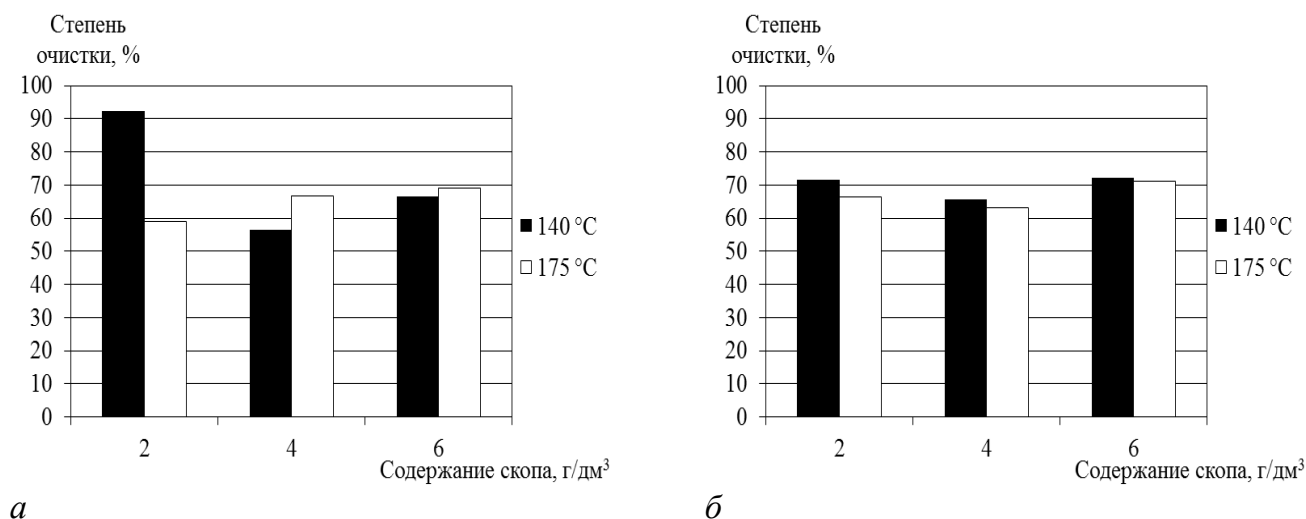 Степень
очистки, %
100
90
80
70
60
50
40
30
20
10
0
2 4 6
Содержание скопа, г/дм³
140 °С
175 °С
а
Степень
очистки, %
100
90
80
70
60
50
40
30
20
10
0
2 4 6
Содержание скопа, г/дм³
140 °С
175 °С
б